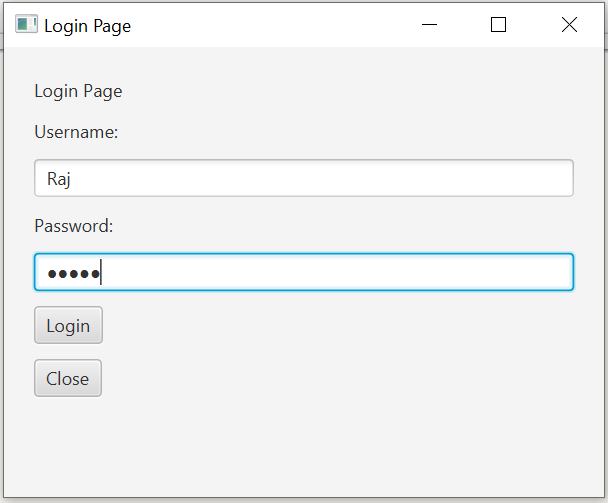 Login Page
Login Page
Username:
Raj
Password:
●●●●●
Login
Close